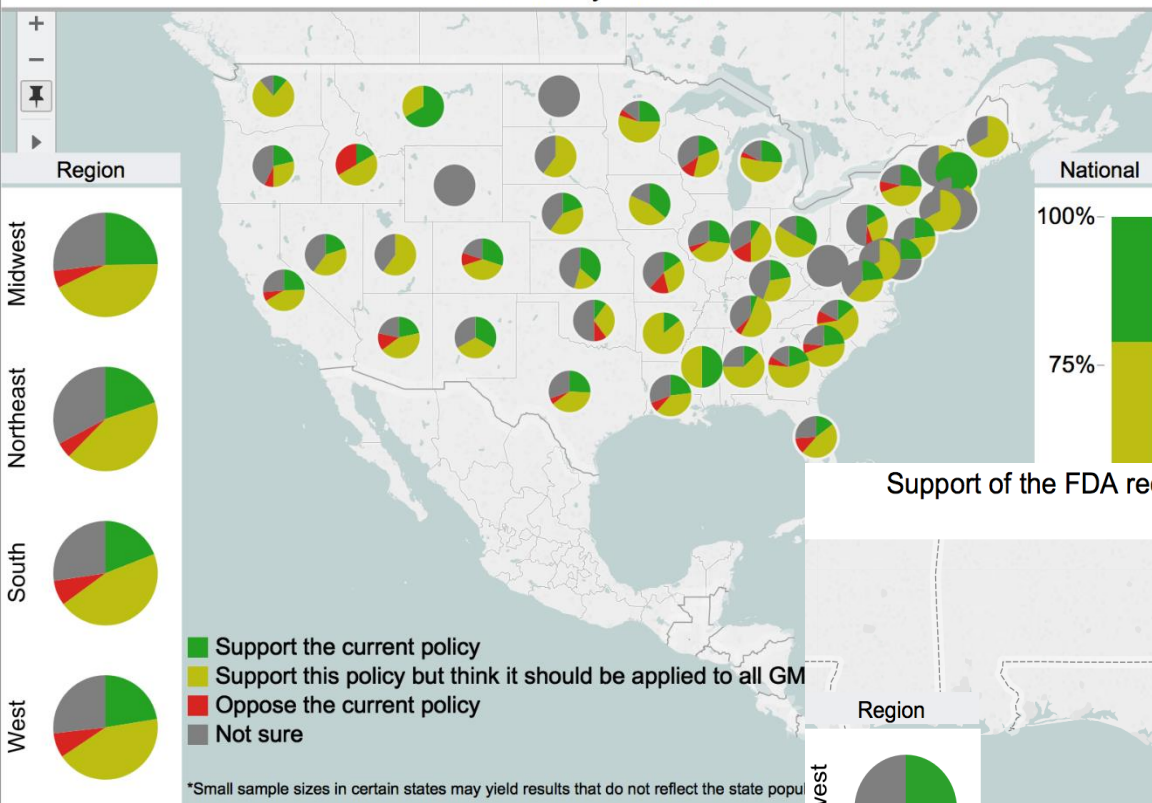 Region
Midwest
Northeast
South
West
National
100%
75%
Support the current policy
Support this policy but think it should be applied to all GM
Oppose the current policy
Not sure
*Small sample sizes in certain states may yield results that do not reflect the state popul
Support of the FDA re
Region
west